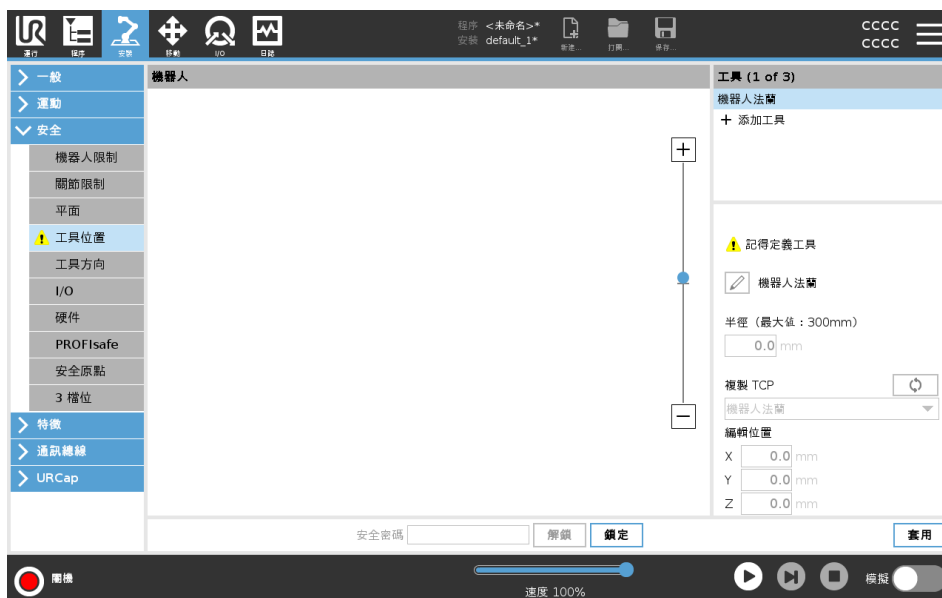 程序 <未命名>*
安裝 default_1*
CCCC
CCCC
運行 程序 安裝 移動 I/O 日誌
新建... 打開... 保存...
一般
運動
安全
機器人限制
關節限制
平面
工具位置
工具方向
I/O
硬件
PROFIsafe
安全原點
3 檔位
特徵
通訊總線
URCap
機器人
工具 (1 of 3)
機器人法蘭
+ 添加工具
記得定義工具
機器人法蘭
半徑（最大值：300mm）
0.0 mm
複製 TCP
機器人法蘭
編輯位置
X 0.0 mm
Y 0.0 mm
Z 0.0 mm
安全密碼 解鎖 鎖定 套用
關機
速度 100%
模擬